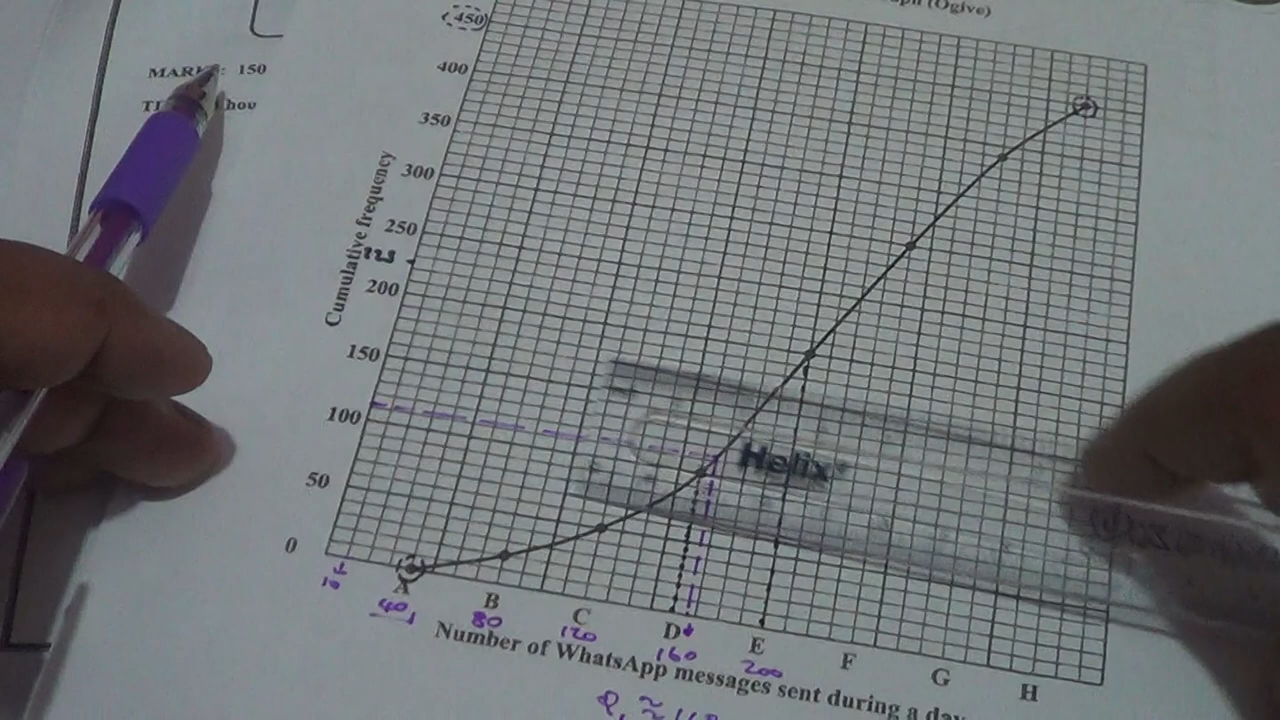 (Ogive)
MARKS: 150
450
400
350
300
250
200
150
100
50
0
Cumulative frequency
Helix
A
B
C
D
E
F
G
H
40
80
120
160
200
Number of WhatsApp messages sent during a day